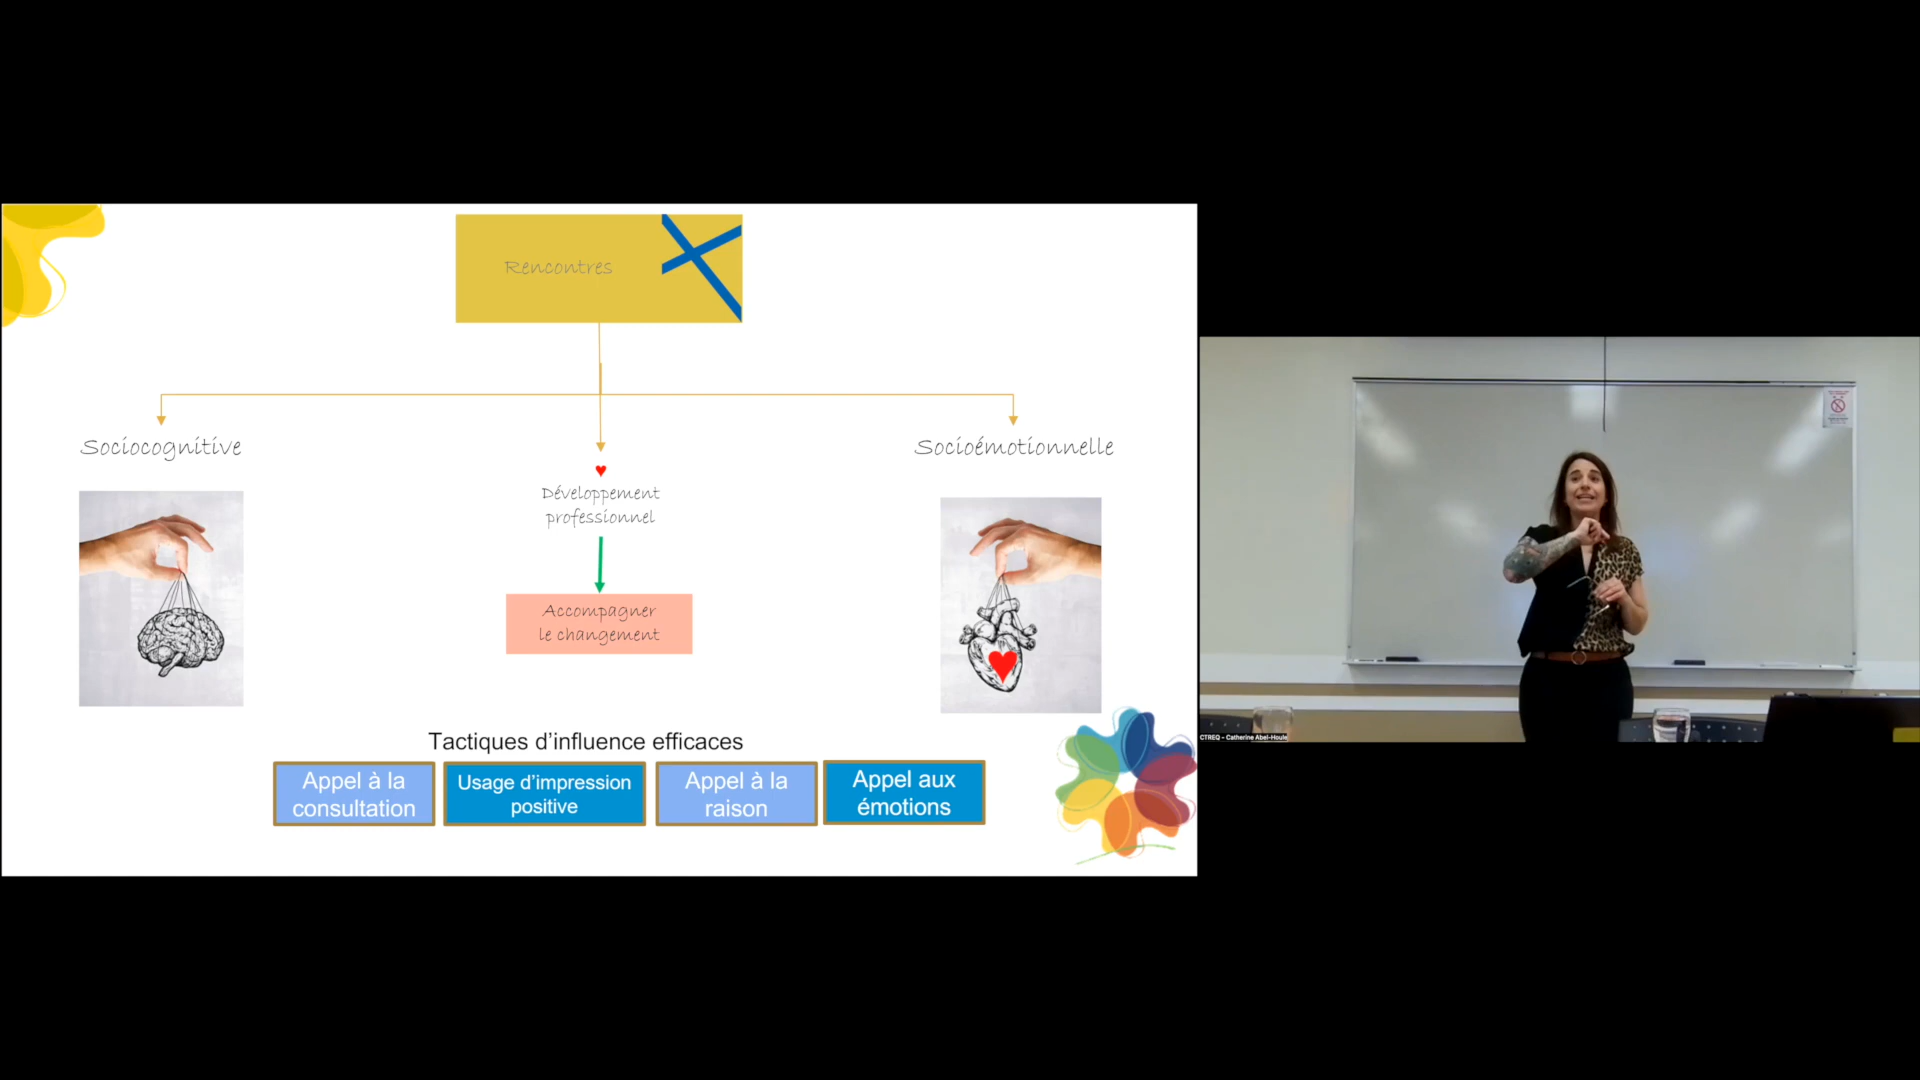 Rencontres
Sociocognitive
Socioémotionnelle
Développement
professionnel
Accompagner
le changement
Tactiques d’influence efficaces
Appel à la
consultation
Usage d’impression
positive
Appel à la
raison
Appel aux
émotions
CTREQ - Catherine Abel-Houle